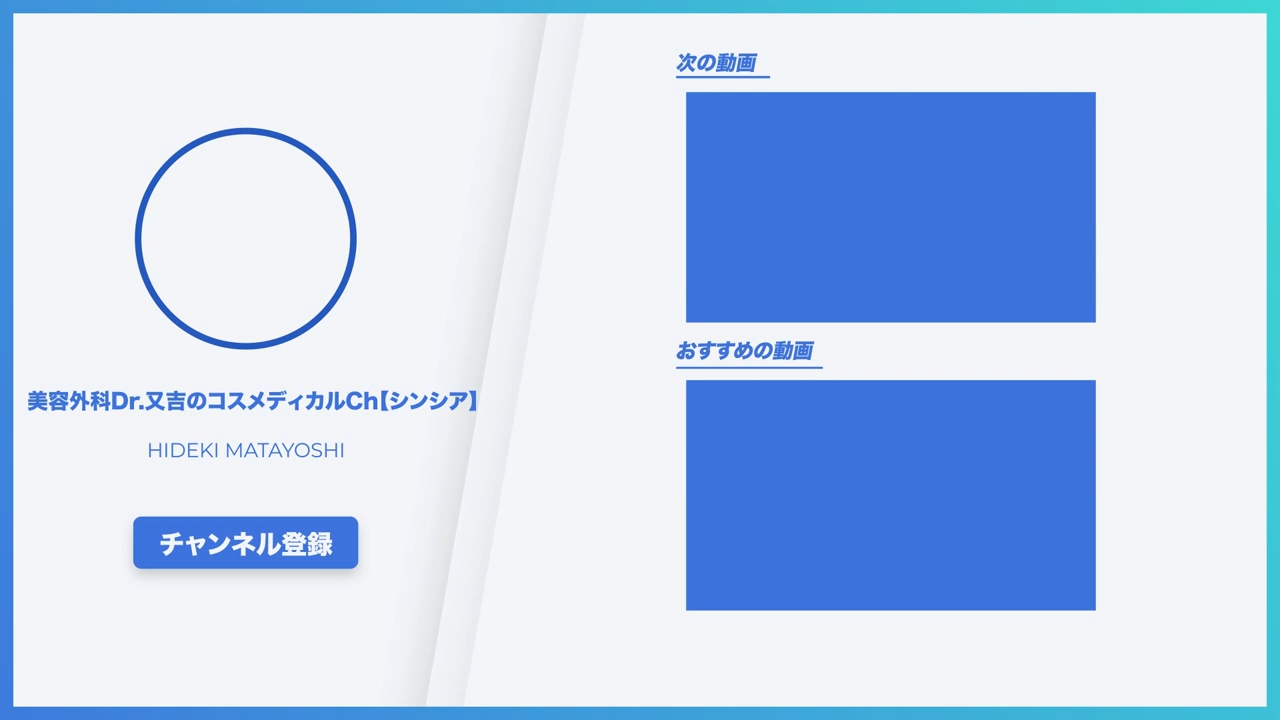 美容外科Dr.又吉のコスメディカルCh【シンシア】
HIDEKI MATAYOSHI
チャンネル登録
次の動画
おすすめの動画